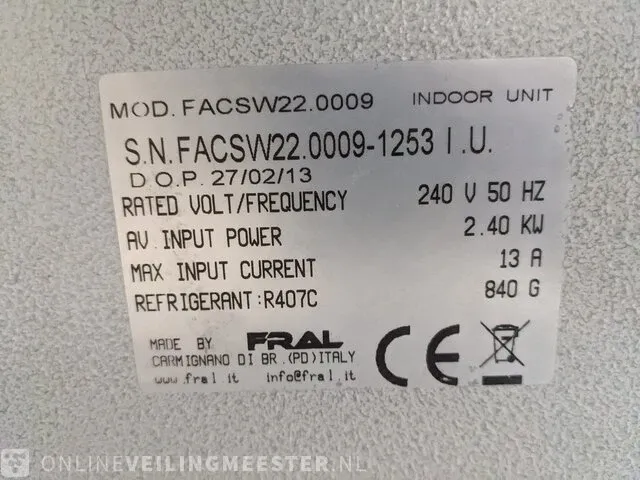 MOD. FACSW22.0009 INDOOR UNIT
S.N.FACSW22.0009-1253 I.U.
D.O.P. 27/02/13
RATED VOLT/FREQUENCY 240 V 50 HZ
AV.INPUT POWER 2.40 KW
MAX INPUT CURRENT 13 A
REFRIGERANT:R407C 840 G
MADE BY FRAL
CARMIGNANO DI BR.(PD)ITALY
www.fral.it info@fral.it
CE
ONLINEVEILINGMEESTER.NL